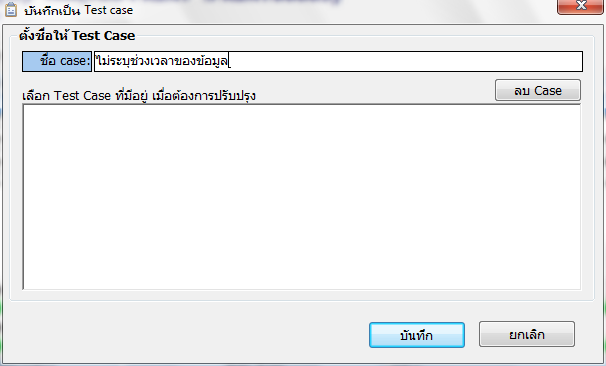 บันทึกเป็น Test case
ตั้งชื่อให้ Test Case
ชื่อ case:
ไม่ระบุช่วงเวลาของข้อมูล
เลือก Test Case ที่มีอยู่ เมื่อต้องการปรับปรุง
ลบ Case
บันทึก
ยกเลิก